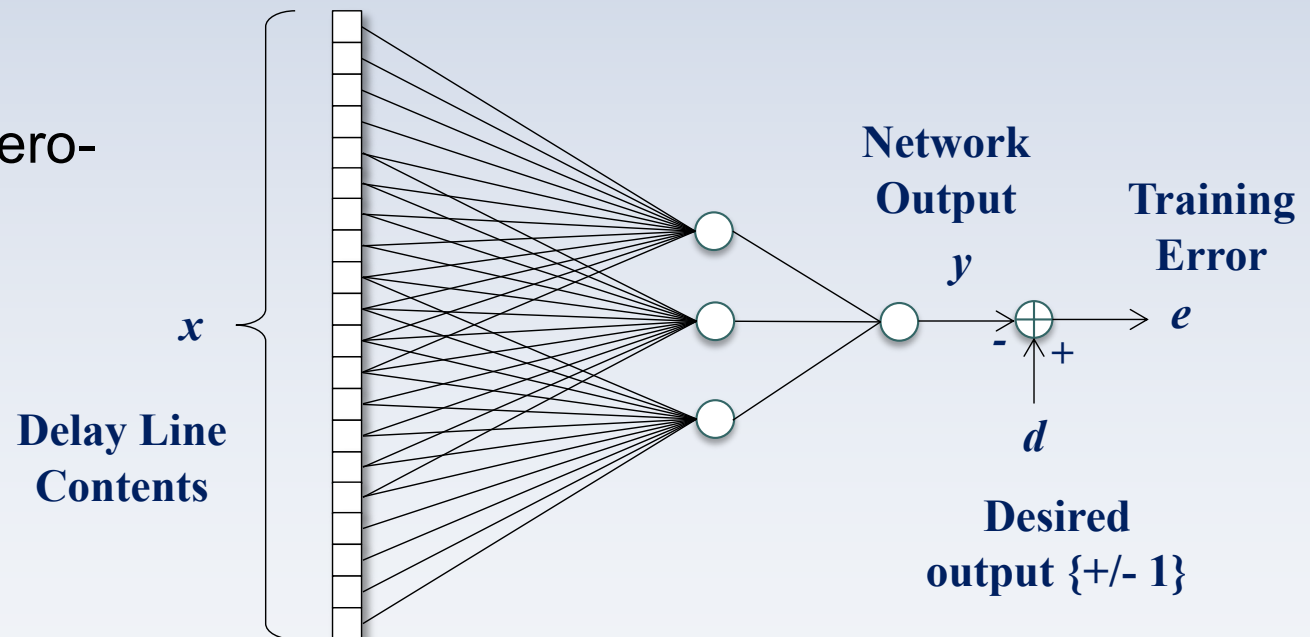 ero-
x
Delay Line
Contents
Network
Output
y
Training
Error
e
-
+
d
Desired
output {+/- 1}